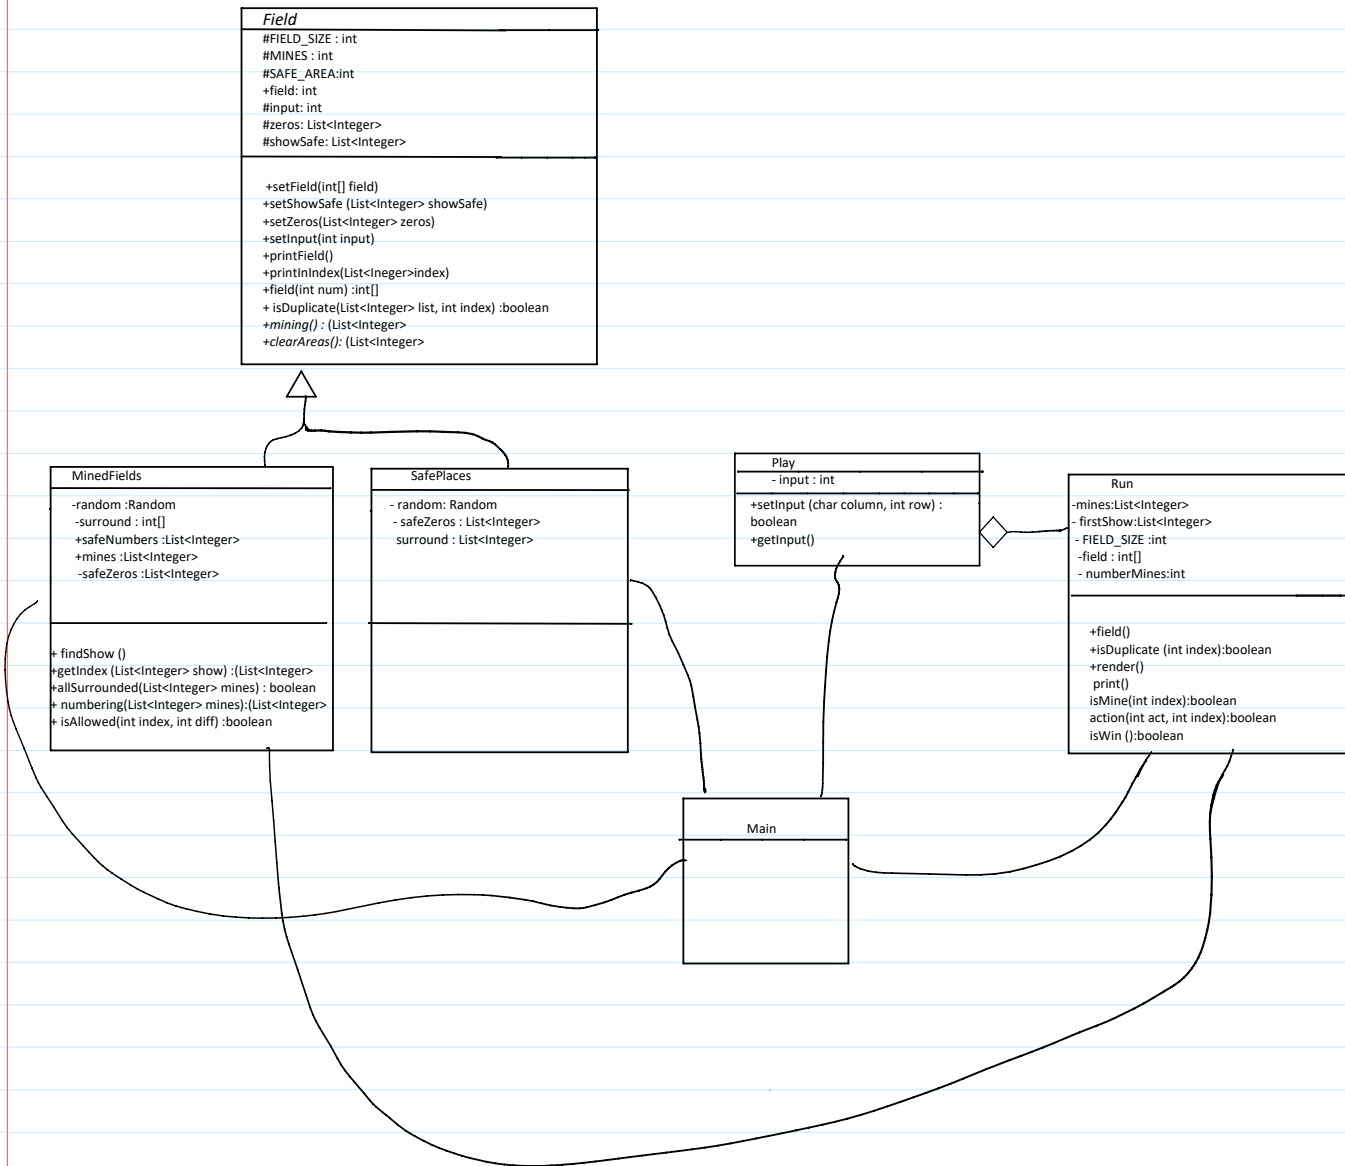 Field
#FIELD_SIZE : int
#MINES : int
#SAFE_AREA:int
+field: int
#input: int
#zeros: List<Integer>
#showSafe: List<Integer>
+setField(int[] field)
+setShowSafe (List<Integer> showSafe)
+setZeros(List<Integer> zeros)
+setInput(int input)
+printField()
+printInIndex(List<Ineger>index)
+field(int num) :int[]
+ isDuplicate(List<Integer> list, int index) :boolean
+mining() : (List<Integer>
+clearAreas(): (List<Integer>
MinedFields
-random :Random
-surround : int[]
+safeNumbers :List<Integer>
+mines :List<Integer>
-safeZeros :List<Integer>
+ findShow ()
+getIndex (List<Integer> show) :(List<Integer>
+allSurrounded(List<Integer> mines) : boolean
+ numbering(List<Integer> mines):(List<Integer>
+ isAllowed(int index, int diff) :boolean
SafePlaces
- random: Random
- safeZeros : List<Integer>
surround : List<Integer>
Play
- input : int
+setInput (char column, int row) :
boolean
+getInput()
Run
-mines:List<Integer>
- firstShow:List<Integer>
- FIELD_SIZE :int
-field : int[]
- numberMines:int
+field()
+isDuplicate (int index):boolean
+render()
print()
isMine(int index):boolean
action(int act, int index):boolean
isWin ():boolean
Main